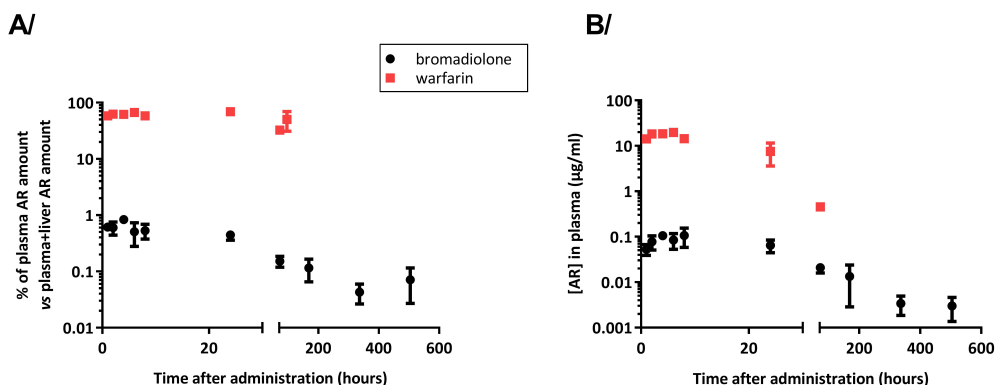 A/
B/
bromadiolone
warfarin
% of plasma AR amount
vs plasma+liver AR amount
100
10
1
0.1
0.01
0
20
200
400
600
Time after administration (hours)
[AR] in plasma (µg/ml)
100
10
1
0.1
0.01
0.001
0
20
200
400
600
Time after administration (hours)